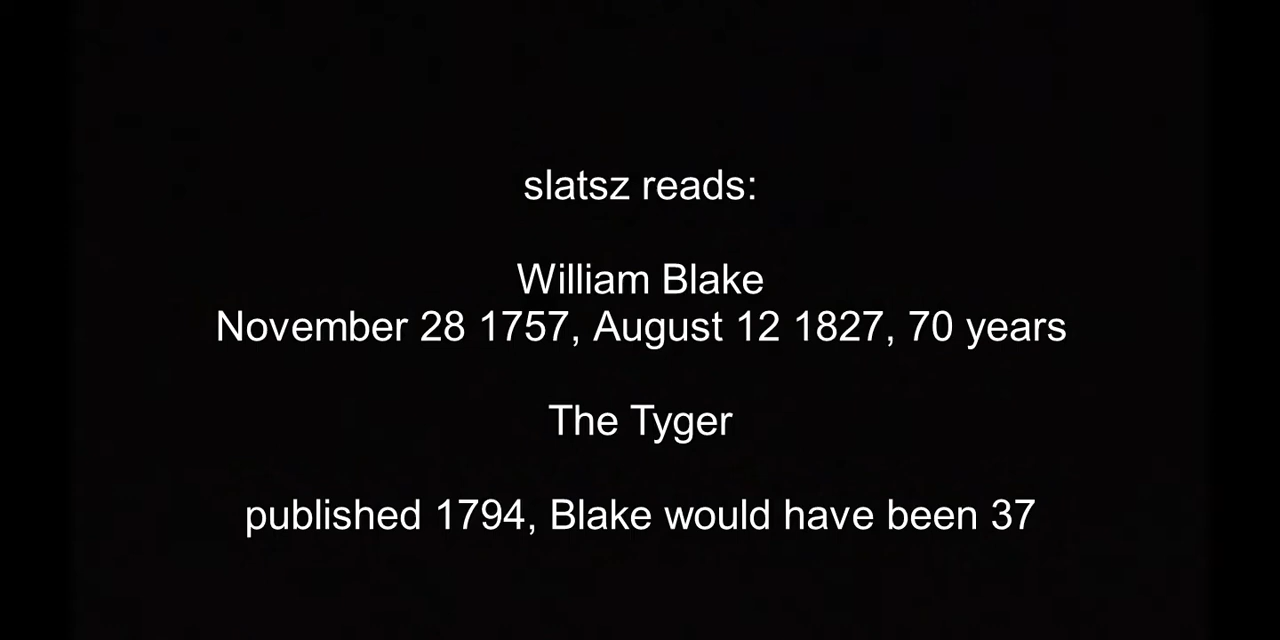 slatsz reads:
William Blake
November 28 1757, August 12 1827, 70 years
The Tyger
published 1794, Blake would have been 37